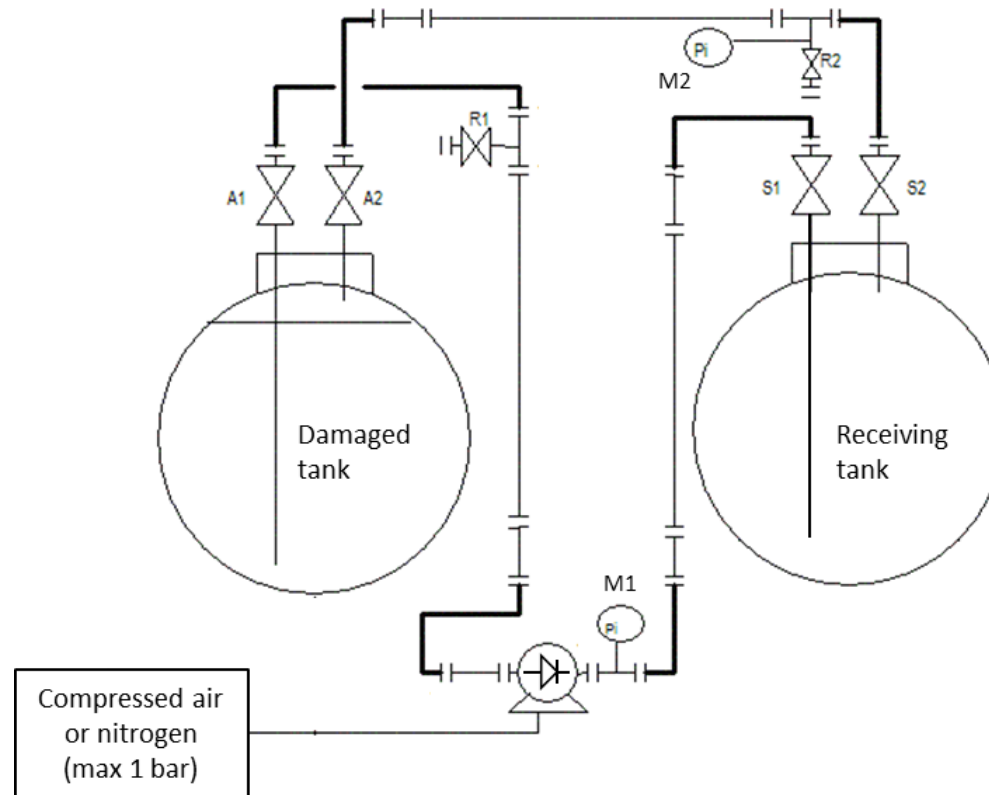 Pi
R2
M2
R1
A1
A2
S1
S2
Damaged
tank
Receiving
tank
M1
Pi
Compressed air
or nitrogen
(max 1 bar)